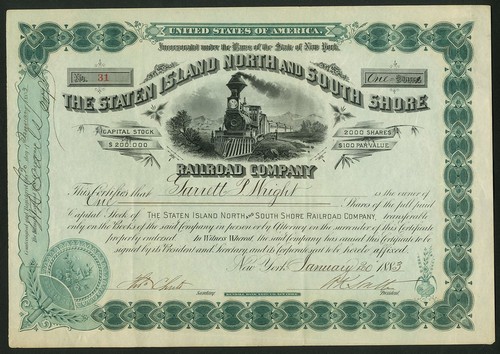 UNITED STATES OF AMERICA.
Incorporated under the Laws of the State of New York.
No. 31
One Shares
THE STATEN ISLAND NORTH AND SOUTH SHORE
CAPITAL STOCK
$200,000
2000 SHARES
$100 PAR VALUE
RAILROAD COMPANY
This Certifies that Garrett P Wright is the owner of
One Shares of the full paid
Capital Stock of THE STATEN ISLAND NORTH AND SOUTH SHORE RAILROAD COMPANY, transferable
only on the Books of the said Company in person or by Attorney on the surrender of this Certificate
properly endorsed. In Witness Whereof, the said Company has caused this Certificate to be
signed by its President and Secretary and its Corporate seal to be hereto affixed.
New York January 1883
Secretary
President